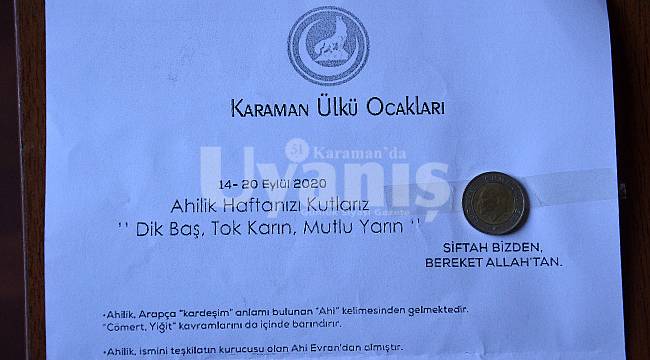 KARAMAN ÜLKÜ OCAKLARI
51 Karaman'da
Uyanış
14- 20 Eylül 2020
Ahilik Haftanızı Kutlarız
'' Dik Baş, Tok Karın, Mutlu Yarın ''
SİFTAH BİZDEN,
BEREKET ALLAH'TAN.
•Ahilik, Arapça "kardeşim" anlamı bulunan "Ahi" kelimesinden gelmektedir.
"Cömert, Yiğit" kavramlarını da içinde barındırır.
•Ahilik, ismini teşkilatın kurucusu olan Ahi Evran'dan almıştır.